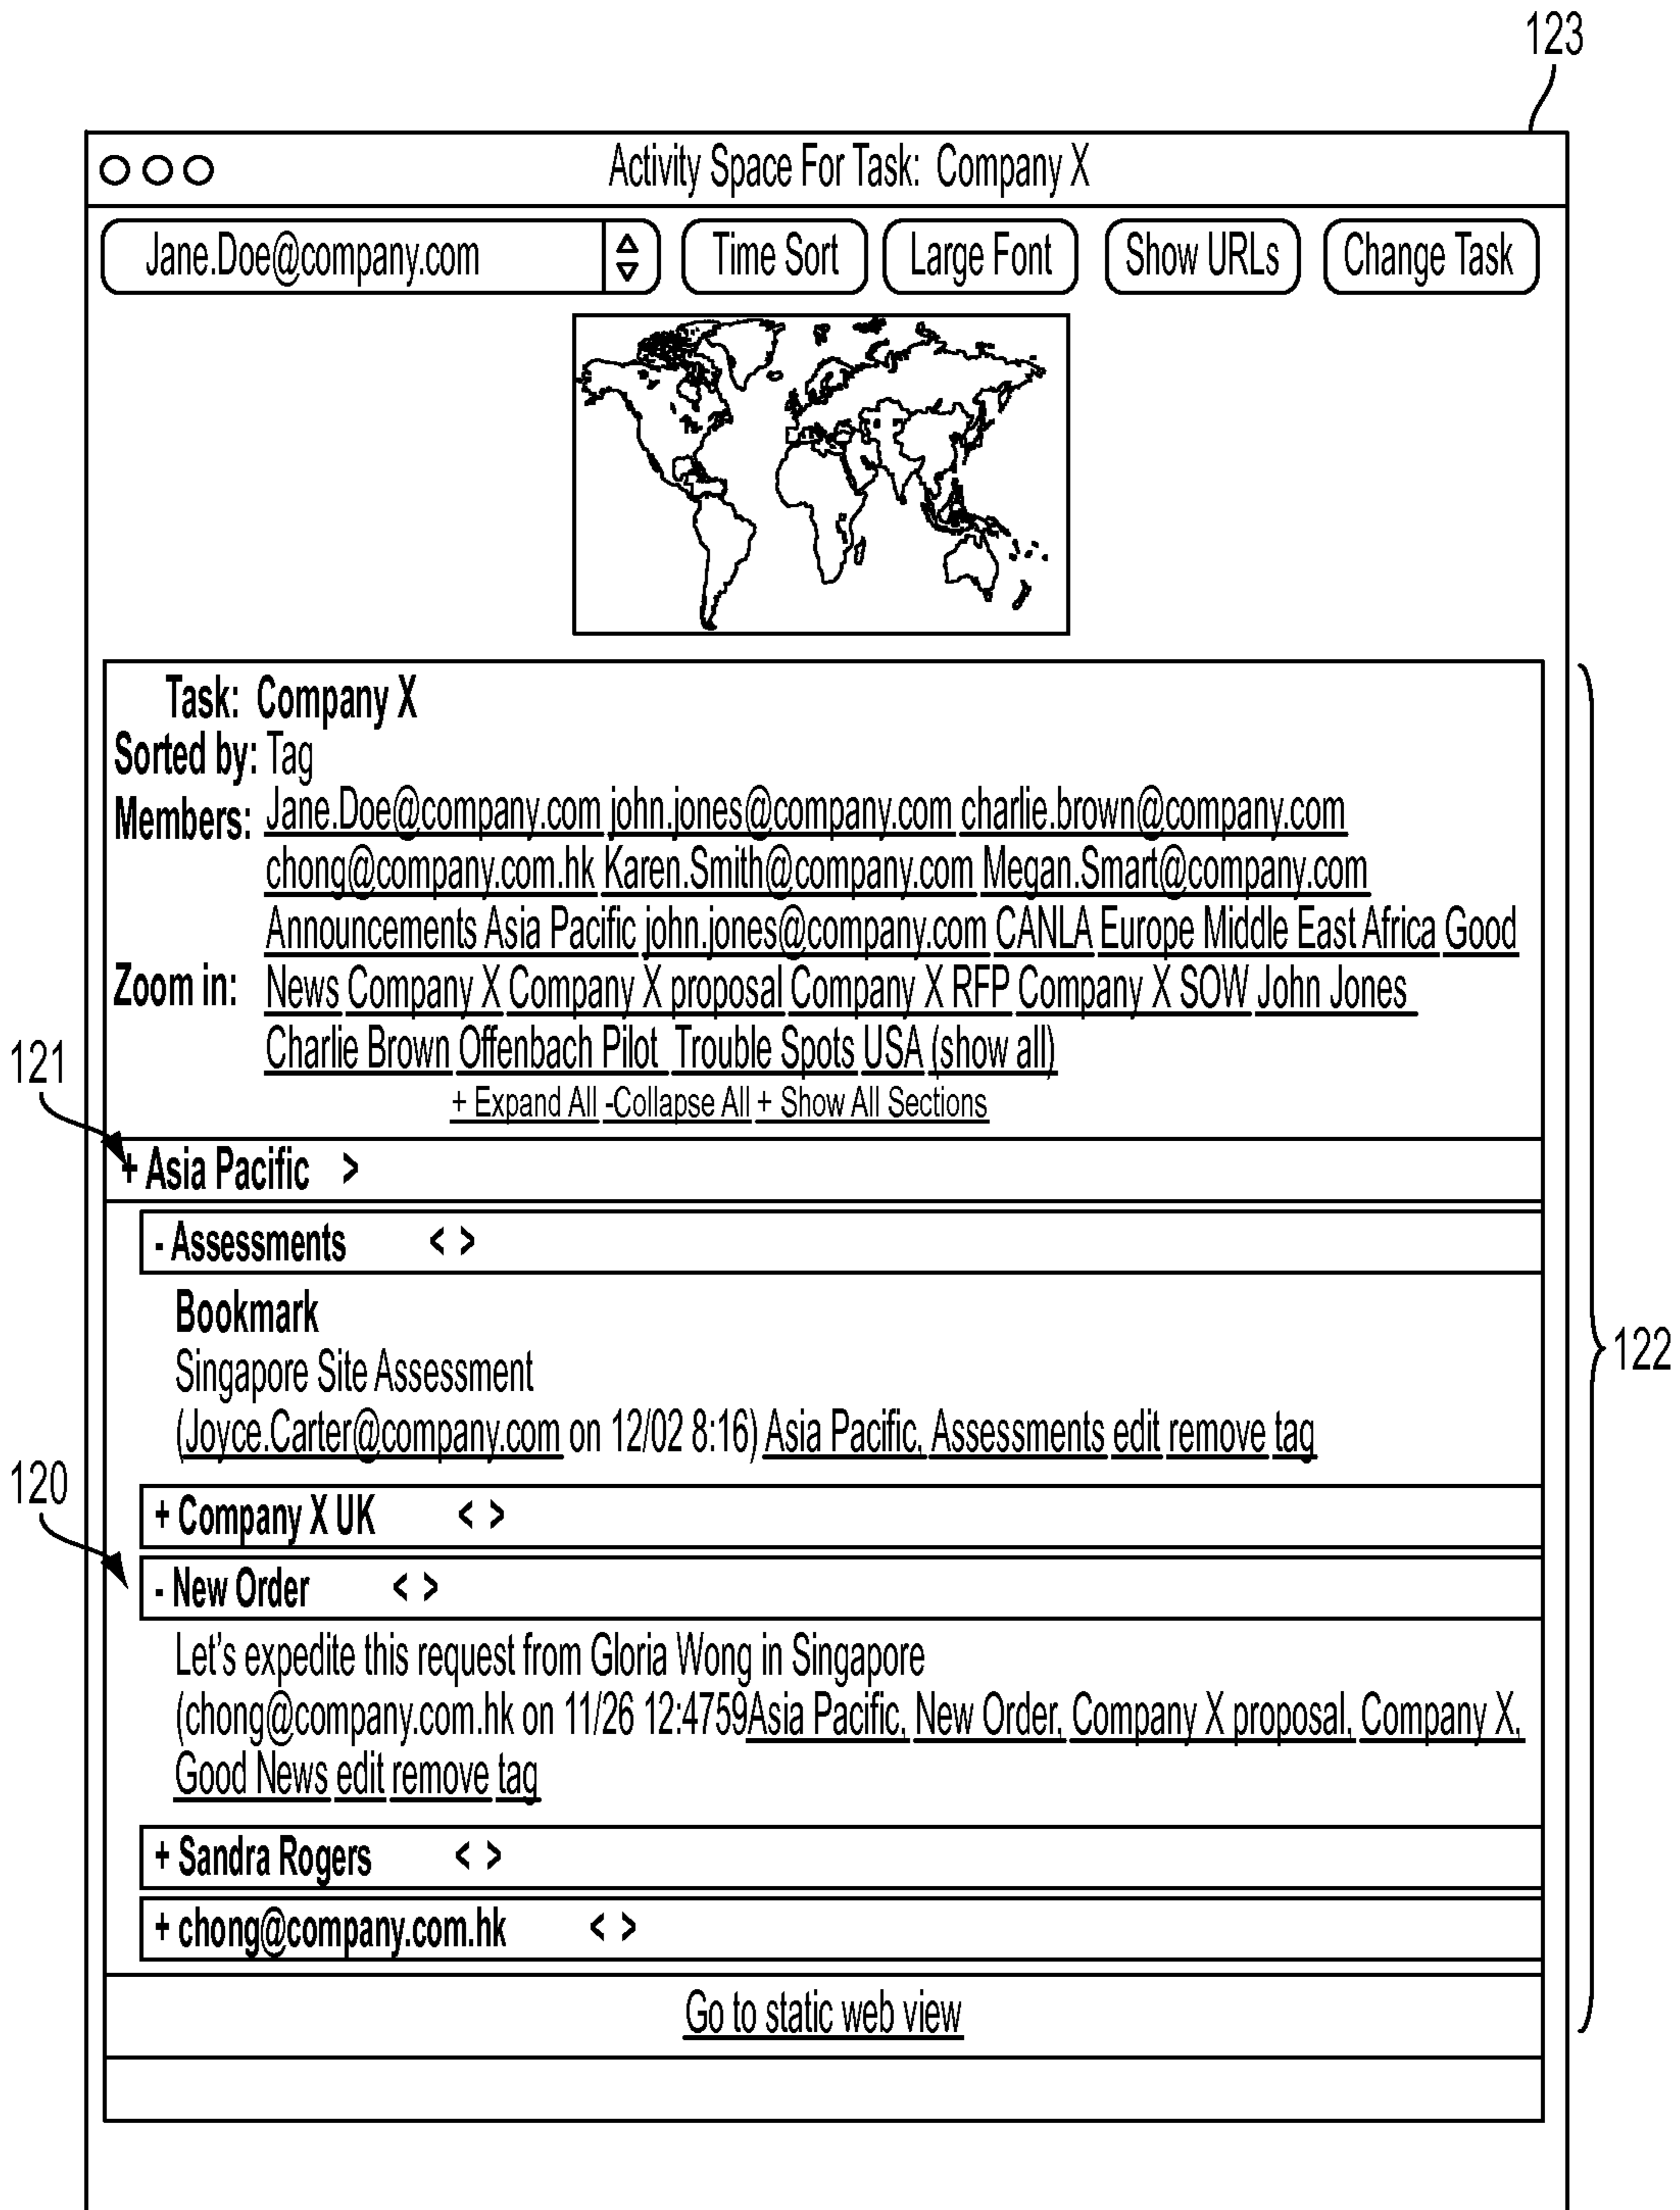 123
Activity Space For Task: Company X
Jane.Doe@company.com Time Sort Large Font Show URLs Change Task
Task: Company X
Sorted by: Tag
Members: Jane.Doe@company.com john.jones@company.com charlie.brown@company.com
chong@company.com.hk Karen.Smith@company.com Megan.Smart@company.com
Announcements Asia Pacific john.jones@company.com CANLA Europe Middle East Africa Good
Zoom in: News Company X Company X proposal Company X RFP Company X SOW John Jones
Charlie Brown Offenbach Pilot Trouble Spots USA (show all)
121
+ Expand All -Collapse All + Show All Sections
+ Asia Pacific >
- Assessments < >
Bookmark
122
Singapore Site Assessment
(Joyce.Carter@company.com on 12/02 8:16) Asia Pacific, Assessments edit remove tag
120
+ Company X UK < >
- New Order < >
Let's expedite this request from Gloria Wong in Singapore
(chong@company.com.hk on 11/26 12:4759Asia Pacific, New Order, Company X proposal, Company X,
Good News edit remove tag
+ Sandra Rogers < >
+ chong@company.com.hk < >
Go to static web view